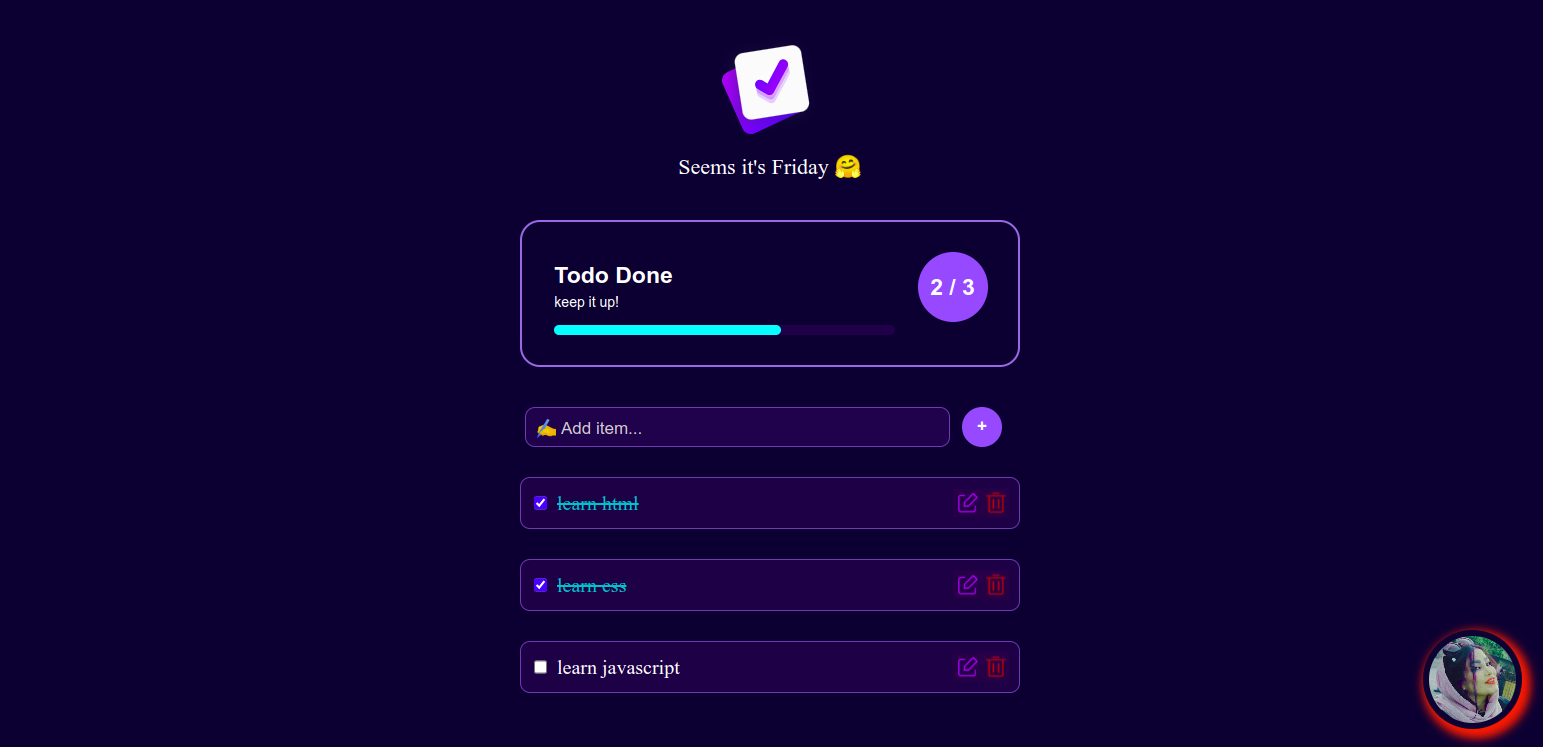 Seems it's Friday 🤗
Todo Done
keep it up!
2 / 3
✍️ Add item...
+
learn html
learn css
learn javascript